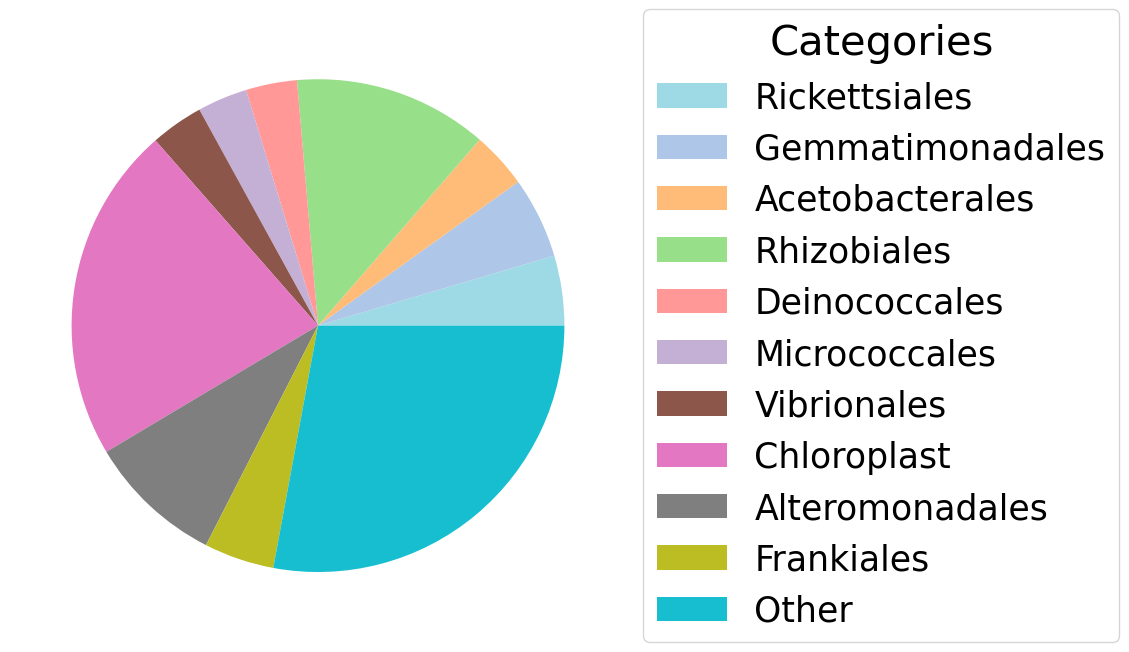 Categories
Rickettsiales
Gemmatimonadales
Acetobacterales
Rhizobiales
Deinococcales
Micrococcales
Vibrionales
Chloroplast
Alteromonadales
Frankiales
Other